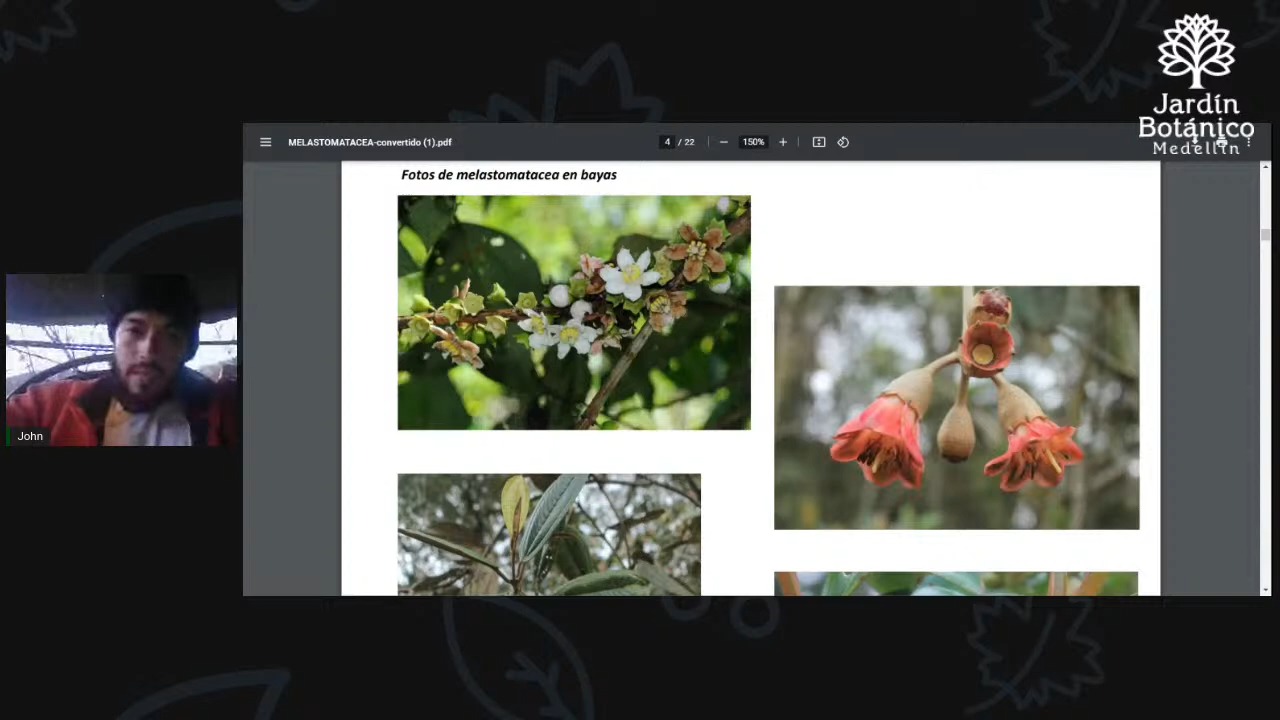 Jardín
Botánico
Medellín
MELASTOMATACEA-convertido (1).pdf
4 / 22
150%
Fotos de melastomatacea en bayas
John